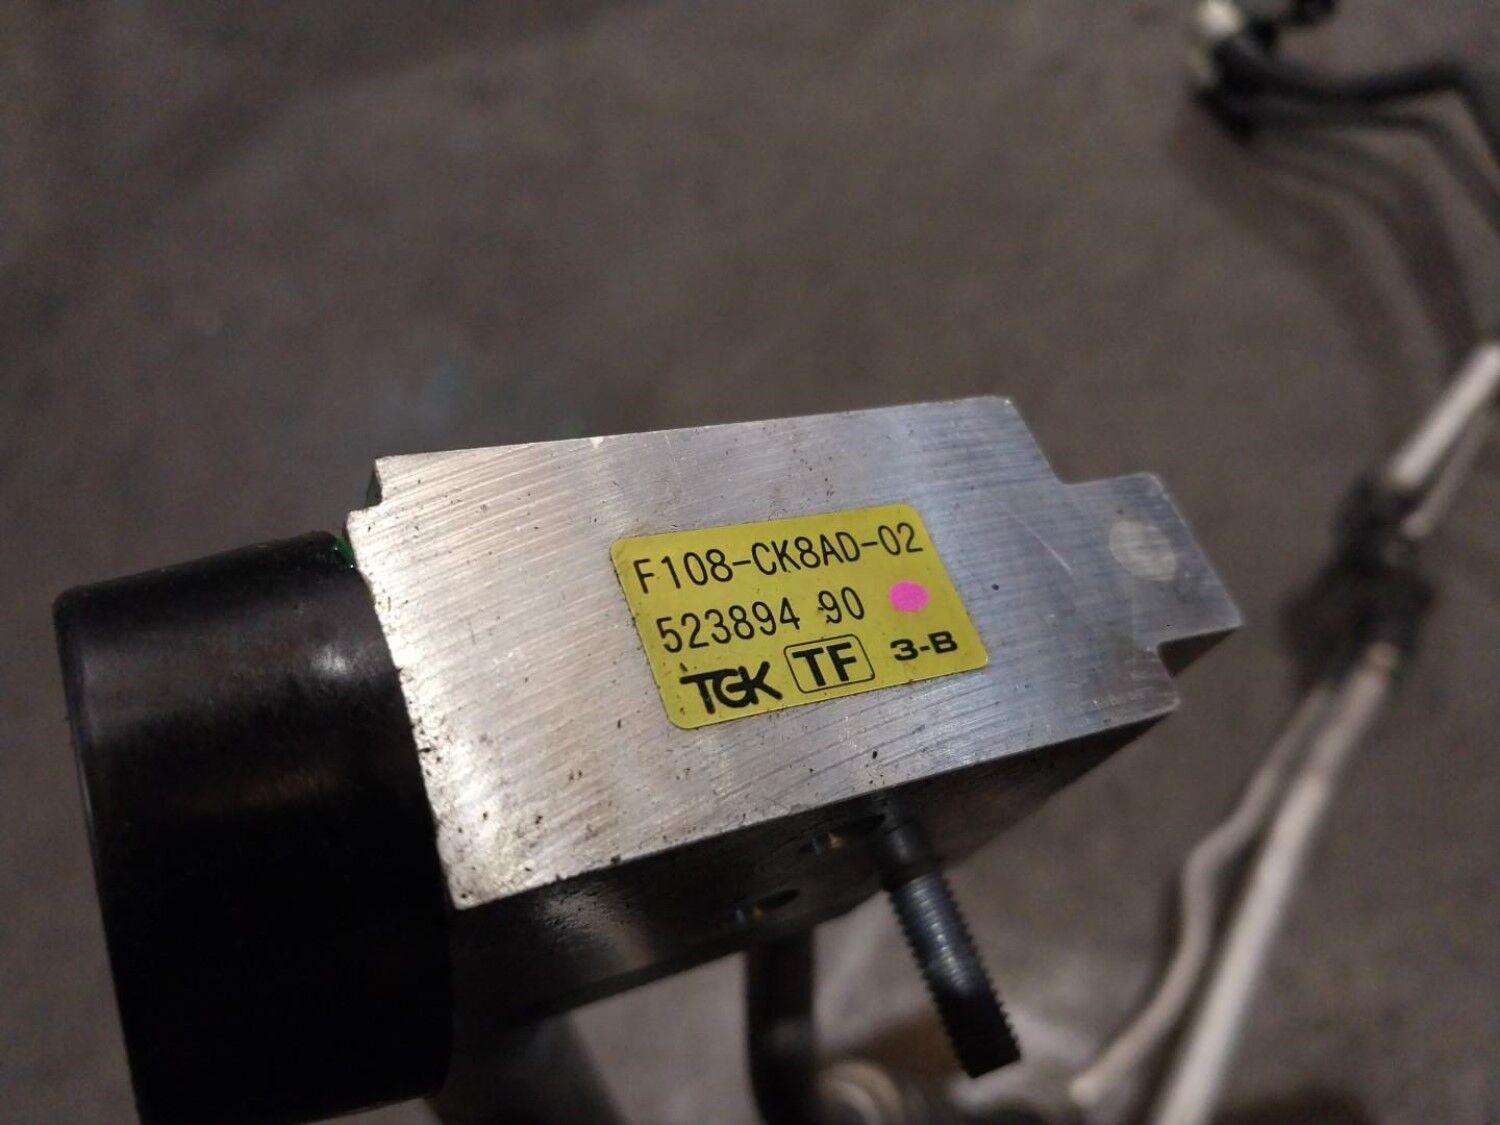 F108-CK8AD-02
523894 90
TGK TF 3-B